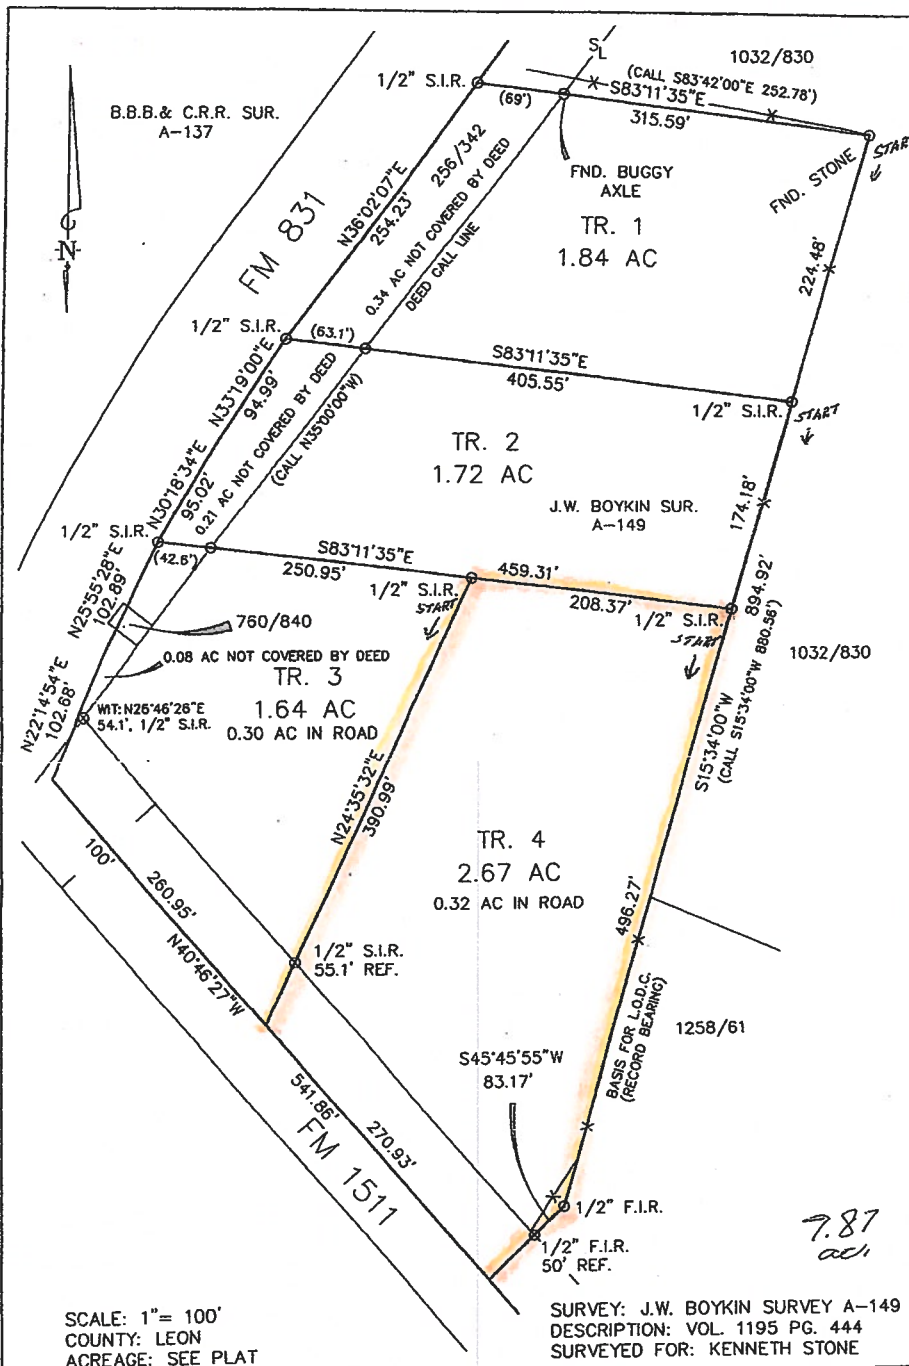 S
L
1032/830
1/2" S.I.R.
(CALL S83°42'00"E 252.78')
S83°11'35"E
(69')
315.59'
B.B.B.& C.R.R. SUR.
A-137
START
FND. STONE
FND. BUGGY
AXLE
TR. 1
1.84 AC
N36°02'07"E
254.23'
256/342
0.34 AC NOT COVERED BY DEED
DEED CALL LINE
FM 831
-N-
224.48'
1/2" S.I.R.
(63.1')
S83°11'35"E
405.55'
1/2" S.I.R.
START
N33°19'00"E
94.99'
0.21 AC NOT COVERED BY DEED
(CALL N35°00'00"W)
TR. 2
1.72 AC
J.W. BOYKIN SUR.
A-149
174.18'
N30°18'34"E
95.02'
1/2" S.I.R.
(42.6')
S83°11'35"E
250.95'
459.31'
208.37'
1/2" S.I.R.
START
1/2" S.I.R.
START
894.92'
N25°55'28"E
102.89'
760/840
0.08 AC NOT COVERED BY DEED
1032/830
TR. 3
1.64 AC
0.30 AC IN ROAD
N22°14'54"E
102.68'
WIT: N26°46'26"E
54.1', 1/2" S.I.R.
S15°34'00"W
(CALL S15°34'00"W 880.56')
N24°35'32"E
390.99'
TR. 4
2.67 AC
0.32 AC IN ROAD
100'
260.95'
N40°46'27"W
496.27'
1/2" S.I.R.
55.1' REF.
BASIS FOR L.O.D.C.
(RECORD BEARING)
1258/61
S45°45'55"W
83.17'
541.86'
270.93'
FM 1511
1/2" F.I.R.
1/2" F.I.R.
50' REF.
7.87
ac.
SCALE: 1"= 100'
COUNTY: LEON
ACREAGE: SEE PLAT
SURVEY: J.W. BOYKIN SURVEY A-149
DESCRIPTION: VOL. 1195 PG. 444
SURVEYED FOR: KENNETH STONE